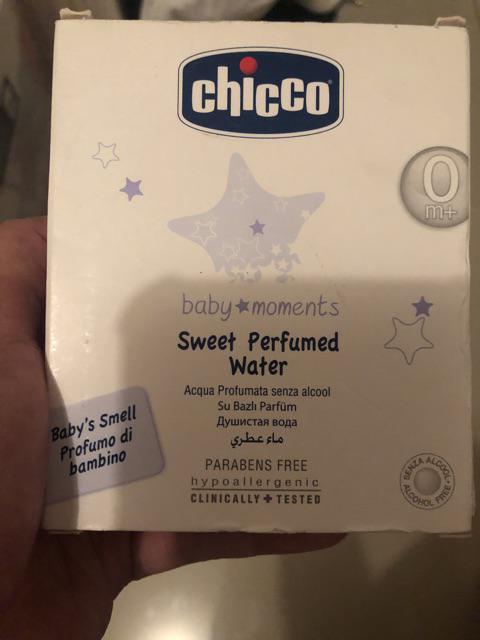 chicco
0
m+
baby moments
Sweet Perfumed
Water
Acqua Profumata senza alcool
Su Bazlı Parfüm
Душистая вода
ماء عطري
Baby's Smell
Profumo di
bambino
PARABENS FREE
hypoallergenic
CLINICALLY + TESTED
SENZA ALCOOL
ALCOHOL FREE